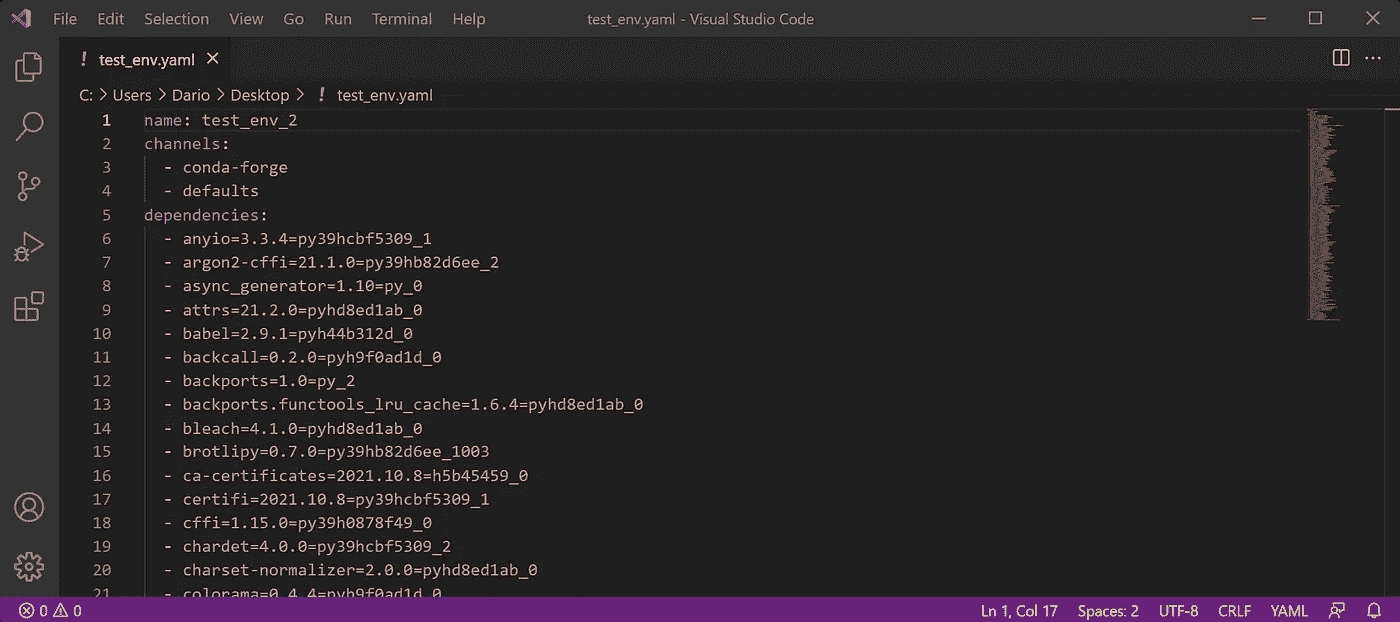 File Edit Selection View Go Run Terminal Help test_env.yaml - Visual Studio Code
! test_env.yaml
C: > Users > Dario > Desktop > ! test_env.yaml
1 name: test_env_2
2 channels:
3 - conda-forge
4 - defaults
5 dependencies:
6 - anyio=3.3.4=py39hcbf5309_1
7 - argon2-cffi=21.1.0=py39hb82d6ee_2
8 - async_generator=1.10=py_0
9 - attrs=21.2.0=pyhd8ed1ab_0
10 - babel=2.9.1=pyh44b312d_0
11 - backcall=0.2.0=pyh9f0ad1d_0
12 - backports=1.0=py_2
13 - backports.functools_lru_cache=1.6.4=pyhd8ed1ab_0
14 - bleach=4.1.0=pyhd8ed1ab_0
15 - brotlipy=0.7.0=py39hb82d6ee_1003
16 - ca-certificates=2021.10.8=h5b45459_0
17 - certifi=2021.10.8=py39hcbf5309_1
18 - cffi=1.15.0=py39h0878f49_0
19 - chardet=4.0.0=py39hcbf5309_2
20 - charset-normalizer=2.0.0=pyhd8ed1ab_0
21 - colorama=0.4.4=pyh9f0ad1d_0
0 0 Ln 1, Col 17 Spaces: 2 UTF-8 CRLF YAML